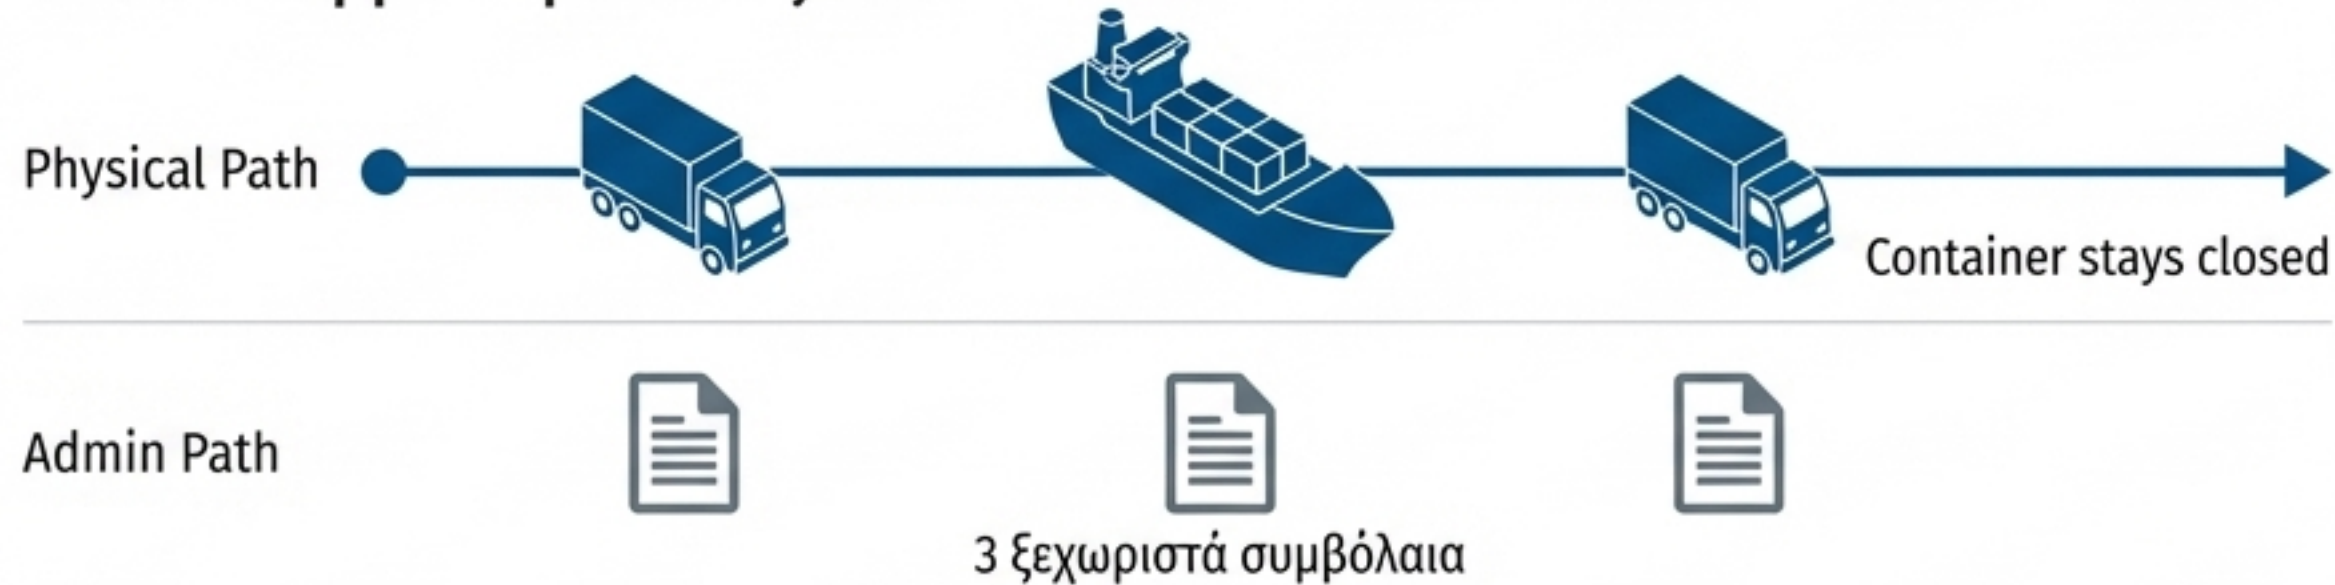 Physical Path
Container stays closed
Admin Path
3 ξεχωριστά συμβόλαια